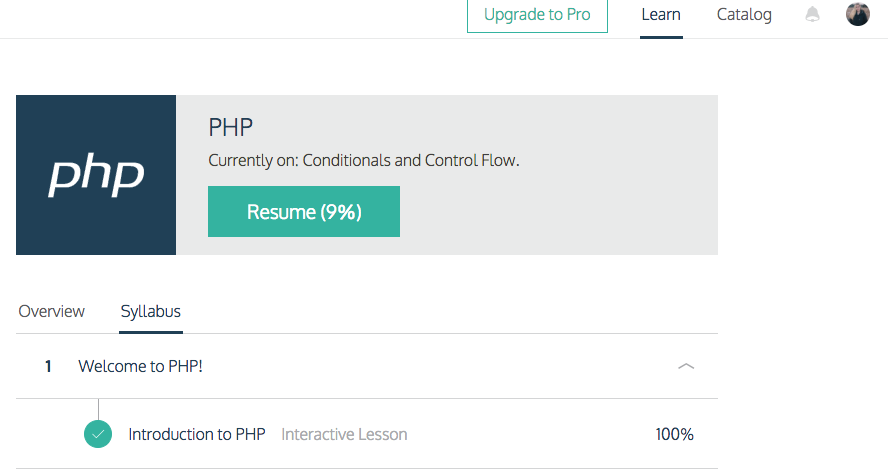 Upgrade to Pro Learn Catalog
php
PHP
Currently on: Conditionals and Control Flow.
Resume (9%)
Overview Syllabus
1 Welcome to PHP!
Introduction to PHP Interactive Lesson 100%